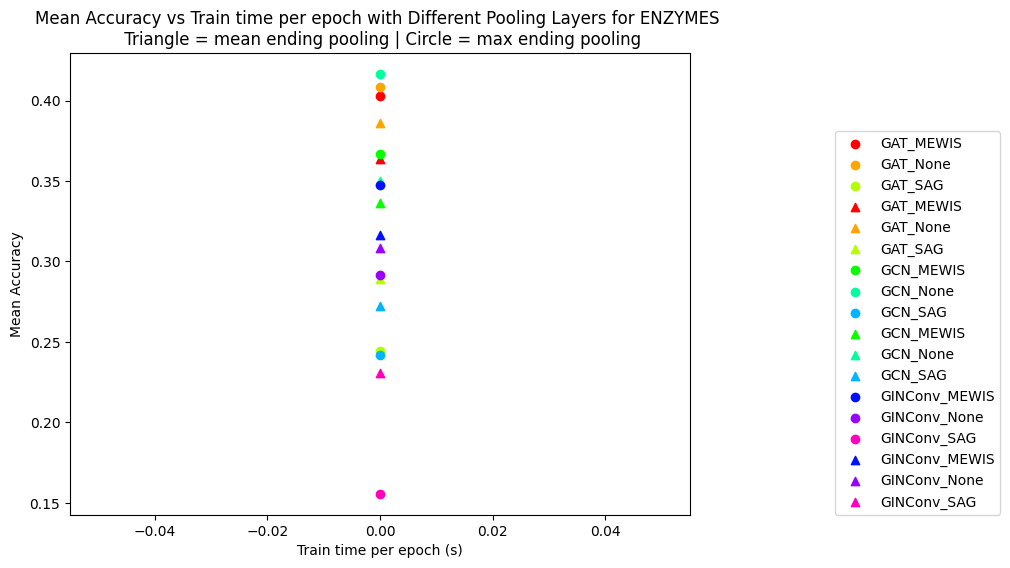 Mean Accuracy vs Train time per epoch with Different Pooling Layers for ENZYMES
Triangle = mean ending pooling | Circle = max ending pooling
0.40
0.35
0.30
0.25
0.20
0.15
Mean Accuracy
−0.04
−0.02
0.00
0.02
0.04
Train time per epoch (s)
GAT_MEWIS
GAT_None
GAT_SAG
GAT_MEWIS
GAT_None
GAT_SAG
GCN_MEWIS
GCN_None
GCN_SAG
GCN_MEWIS
GCN_None
GCN_SAG
GINConv_MEWIS
GINConv_None
GINConv_SAG
GINConv_MEWIS
GINConv_None
GINConv_SAG